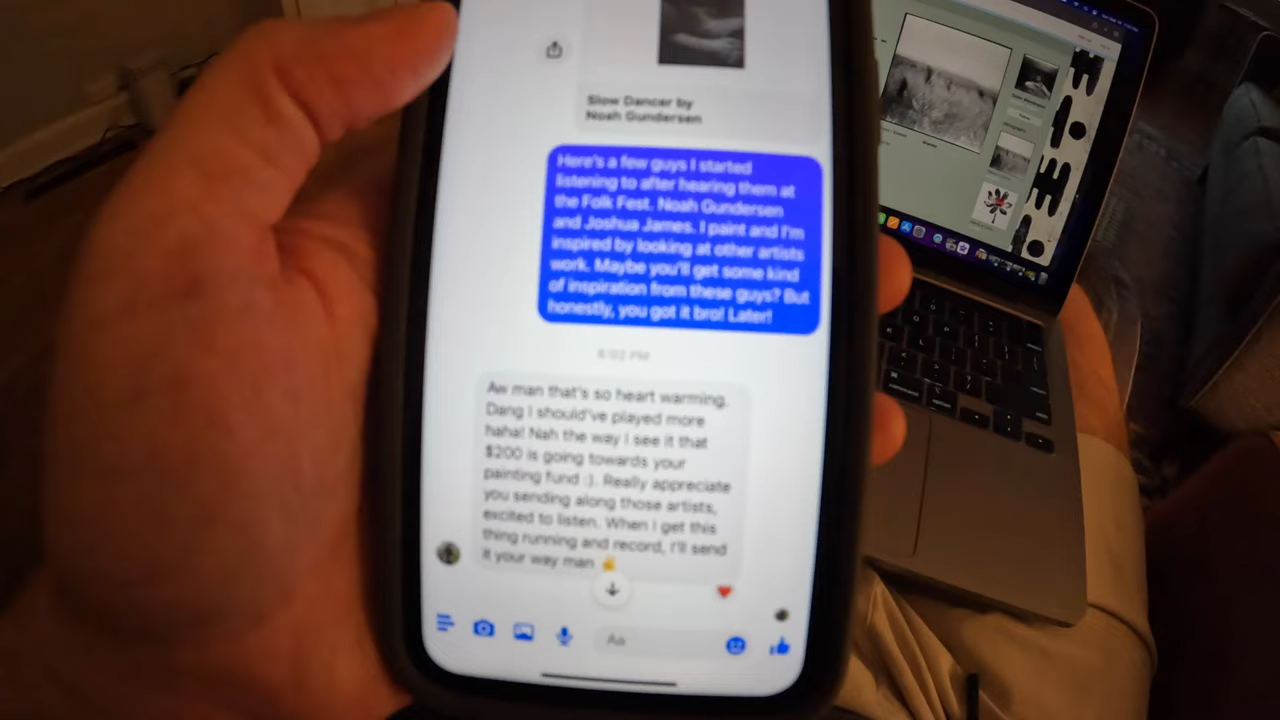 Slow Dancer by
Noah Gundersen
Here's a few guys I started
listening to after hearing them at
the Folk Fest. Noah Gundersen
and Joshua James. I paint and I'm
inspired by looking at other artists
work. Maybe you'll get some kind
of inspiration from these guys? But
honestly, you got it bro! Later!
6:02 PM
Aw man that's so heart warming.
Dang I should've played more
haha! Nah the way I see it that
$200 is going towards your
painting fund :). Really appreciate
you sending along those artists,
excited to listen. When I get this
thing running and record, I'll send
it your way man ✌️
Aa